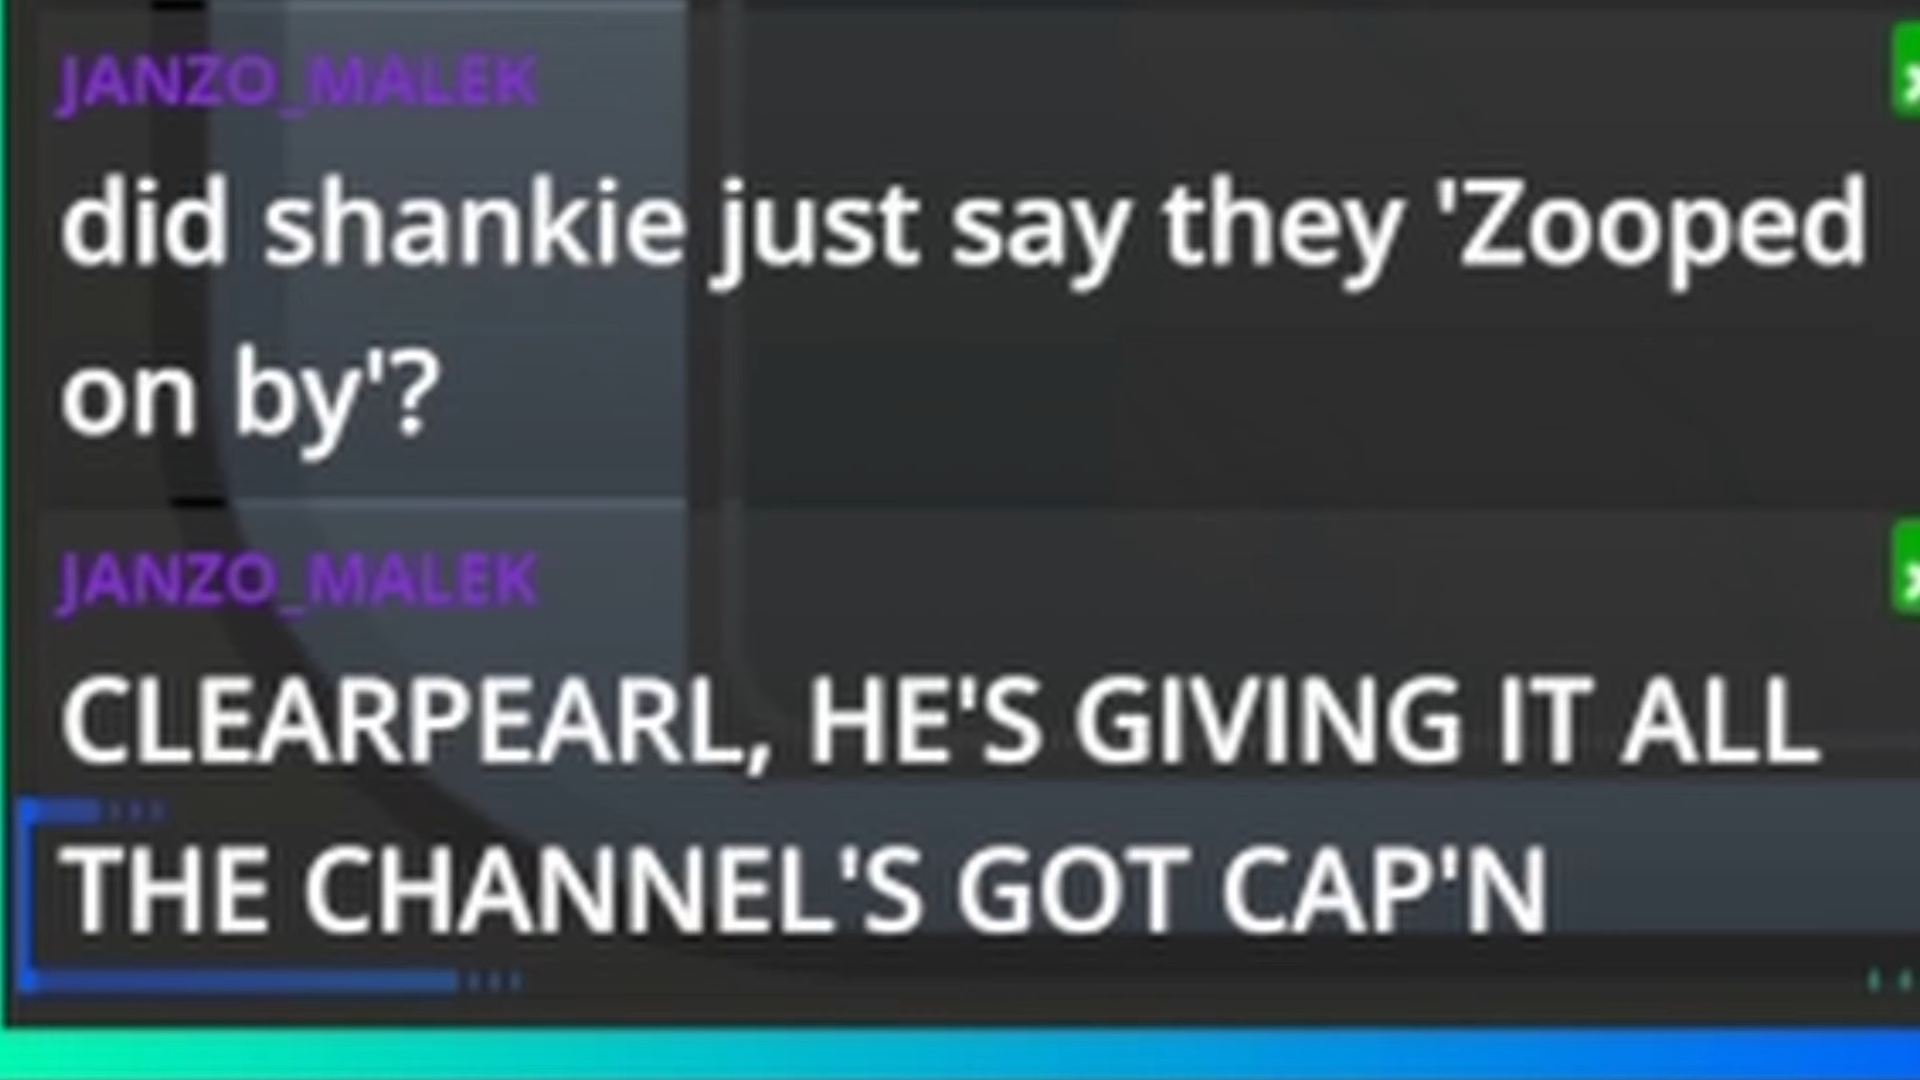 JANZO_MALEK
did shankie just say they 'Zooped
on by'?
JANZO_MALEK
CLEARPEARL, HE'S GIVING IT ALL
THE CHANNEL'S GOT CAP'N